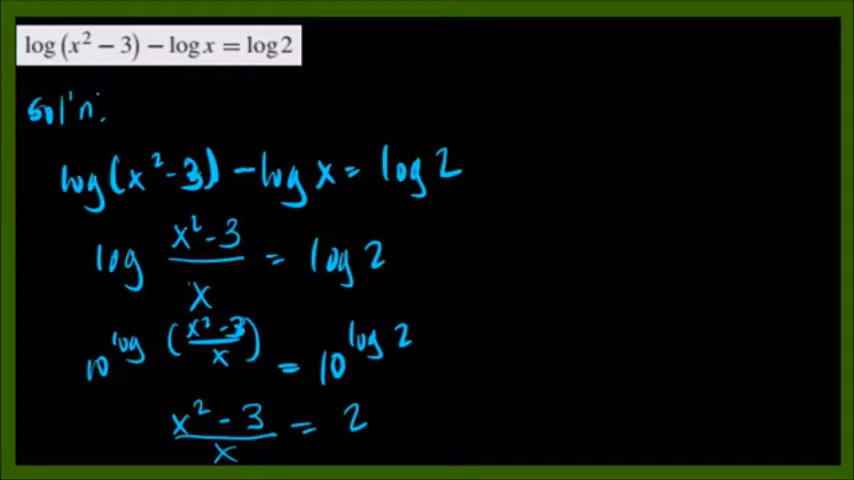 log (x² − 3) − log x = log 2
Sol'n:
log(x² - 3) - log x = log 2
log (x² - 3)/x = log 2
10^log ((x² - 3)/x) = 10^log 2
(x² - 3)/x = 2